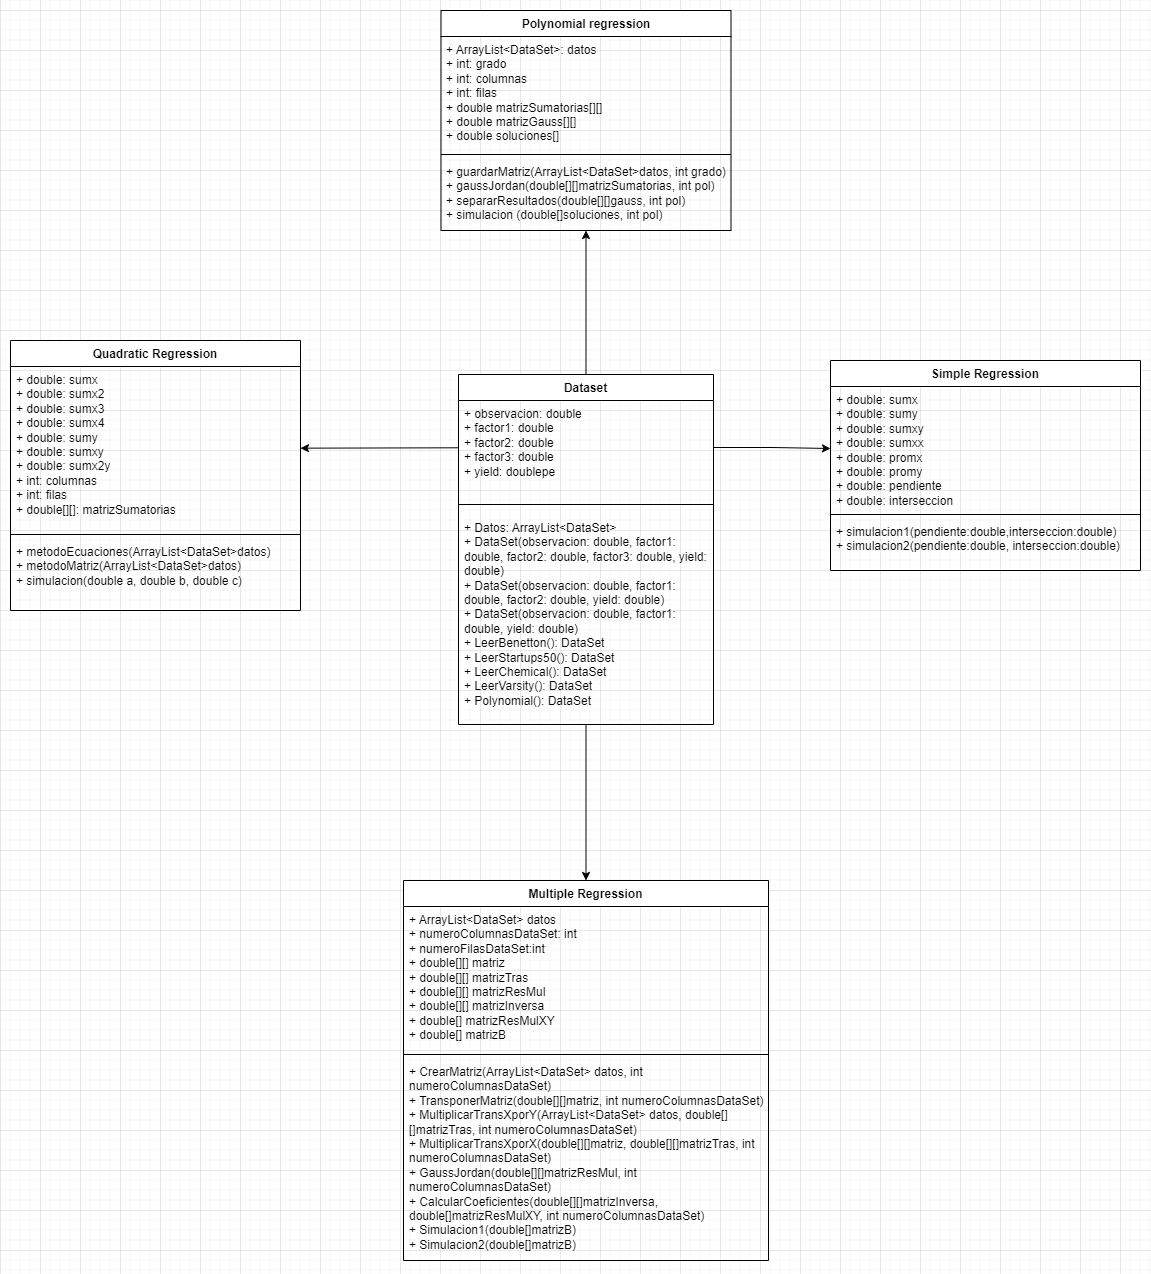 Polynomial regression
+ ArrayList<DataSet>: datos
+ int: grado
+ int: columnas
+ int: filas
+ double matrizSumatorias[][]
+ double matrizGauss[][]
+ double soluciones[]
+ guardarMatriz(ArrayList<DataSet>datos, int grado)
+ gaussJordan(double[][]matrizSumatorias, int pol)
+ separarResultados(double[][]gauss, int pol)
+ simulacion (double[]soluciones, int pol)
Quadratic Regression
+ double: sumx
+ double: sumx2
+ double: sumx3
+ double: sumx4
+ double: sumy
+ double: sumxy
+ double: sumx2y
+ int: columnas
+ int: filas
+ double[][]: matrizSumatorias
+ metodoEcuaciones(ArrayList<DataSet>datos)
+ metodoMatriz(ArrayList<DataSet>datos)
+ simulacion(double a, double b, double c)
Dataset
+ observacion: double
+ factor1: double
+ factor2: double
+ factor3: double
+ yield: doublepe
+ Datos: ArrayList<DataSet>
+ DataSet(observacion: double, factor1:
double, factor2: double, factor3: double, yield:
double)
+ DataSet(observacion: double, factor1:
double, factor2: double, yield: double)
+ DataSet(observacion: double, factor1:
double, yield: double)
+ LeerBenetton(): DataSet
+ LeerStartups50(): DataSet
+ LeerChemical(): DataSet
+ LeerVarsity(): DataSet
+ Polynomial(): DataSet
Simple Regression
+ double: sumx
+ double: sumy
+ double: sumxy
+ double: sumxx
+ double: promx
+ double: promy
+ double: pendiente
+ double: interseccion
+ simulacion1(pendiente:double,interseccion:double)
+ simulacion2(pendiente:double, interseccion:double)
Multiple Regression
+ ArrayList<DataSet> datos
+ numeroColumnasDataSet: int
+ numeroFilasDataSet:int
+ double[][] matriz
+ double[][] matrizTras
+ double[][] matrizResMul
+ double[][] matrizInversa
+ double[] matrizResMulXY
+ double[] matrizB
+ CrearMatriz(ArrayList<DataSet> datos, int
numeroColumnasDataSet)
+ TransponerMatriz(double[][]matriz, int numeroColumnasDataSet)
+ MultiplicarTransXporY(ArrayList<DataSet> datos, double[]
[]matrizTras, int numeroColumnasDataSet)
+ MultiplicarTransXporX(double[][]matriz, double[][]matrizTras, int
numeroColumnasDataSet)
+ GaussJordan(double[][]matrizResMul, int
numeroColumnasDataSet)
+ CalcularCoeficientes(double[][]matrizInversa,
double[]matrizResMulXY, int numeroColumnasDataSet)
+ Simulacion1(double[]matrizB)
+ Simulacion2(double[]matrizB)